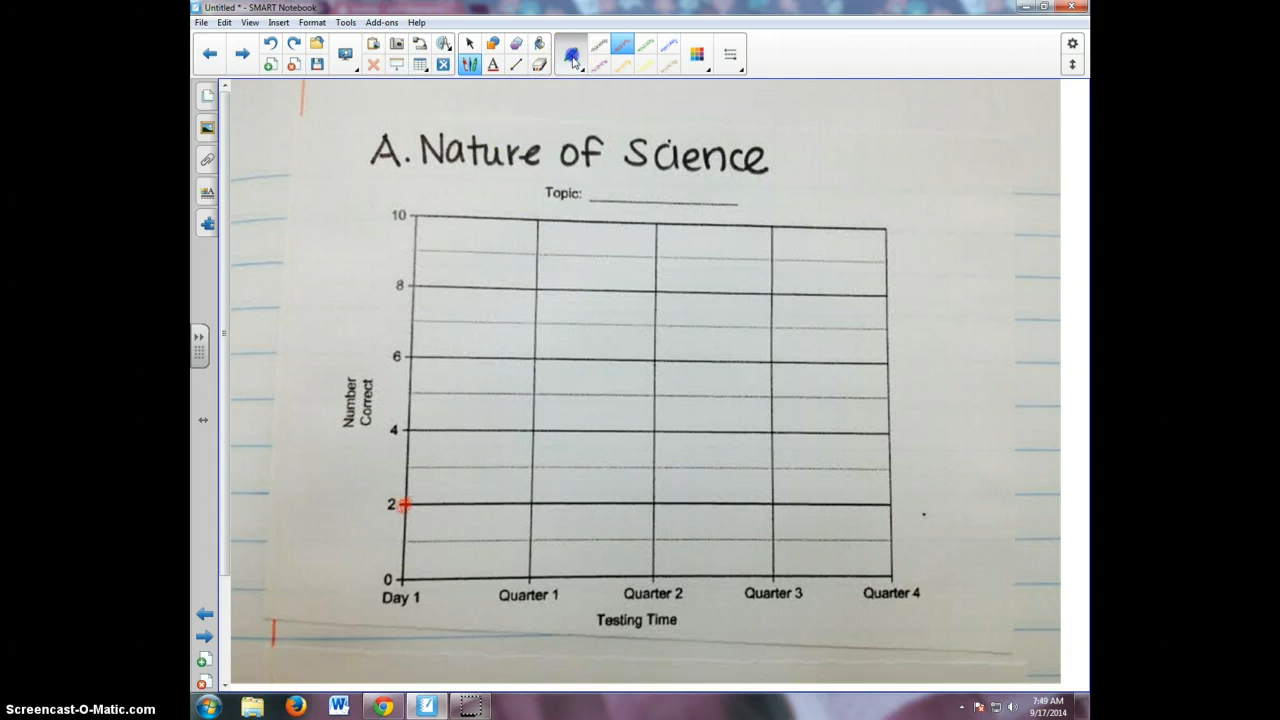 Untitled * - SMART Notebook
File Edit View Insert Format Tools Add-ons Help
A. Nature of Science
Topic:
10
8
6
4
2
0
Number
Correct
Day 1 Quarter 1 Quarter 2 Quarter 3 Quarter 4
Testing Time
7:49 AM
9/17/2014
Screencast-O-Matic.com